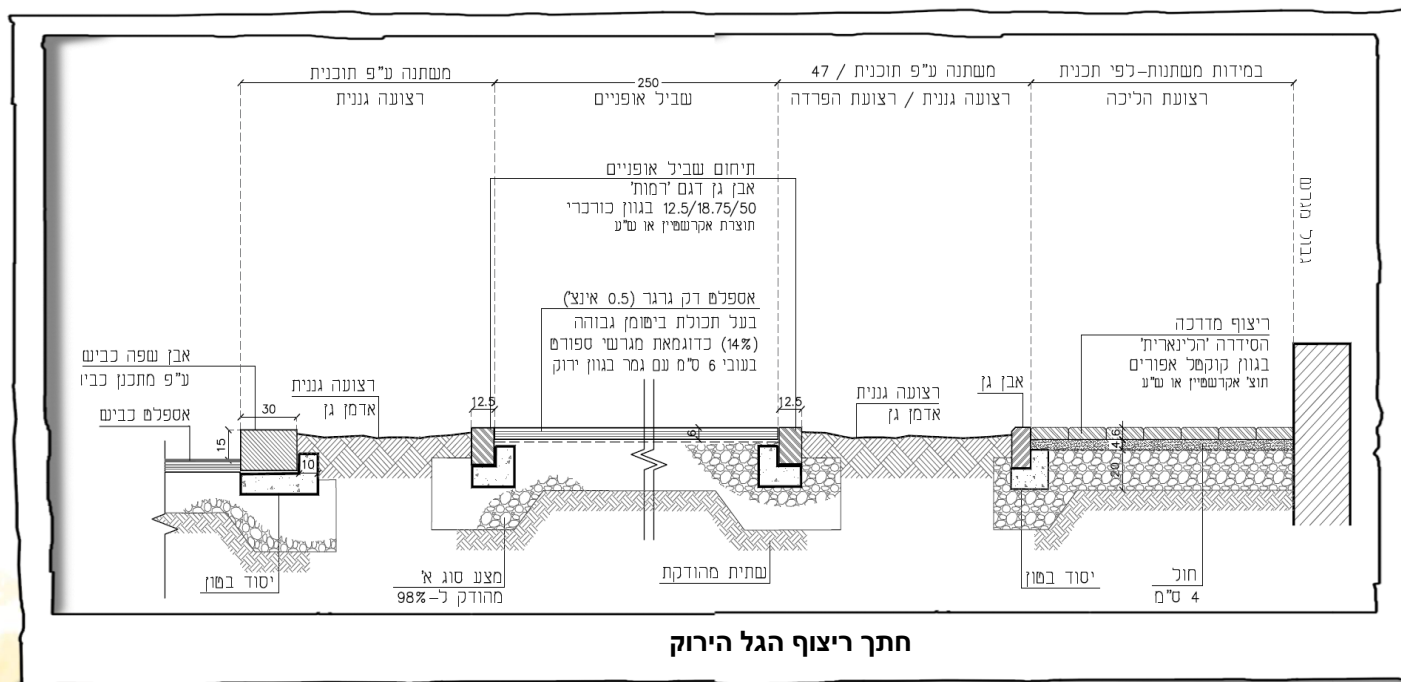 במידות משתנות-לפי תכנית
רצועת הליכה
משתנה ע"פ תוכנית / 47
רצועה גננית / רצועת הפרדה
250
שביל אופניים
משתנה ע"פ תוכנית
רצועה גננית
גבול מגרש
תיחום שביל אופניים
אבן גן דגם 'רמות'
12.5/18.75/50 בגוון כורכרי
תוצרת אקרשטיין או ש"ע
אספלט דק גרגר (0.5 אינצ')
בעל תכולת ביטומן גבוהה
(14%) כדוגמאת מגרשי ספורט
בעובי 6 ס"מ עם גמר בגוון ירוק
ריצוף מדרכה
הסידרה 'הלינארית'
בגוון קוקטל אפורים
תוצ' אקרשטיין או ש"ע
אבן גן
רצועה גננית
אדמן גן
רצועה גננית
אדמן גן
אבן שפה כביש
ע"פ מתכנן כביו
אספלט כביש
30
15
10
12.5
6
12.5
6
4
20
חול
4 ס"מ
יסוד בטון
שתית מהודקת
מצע סוג א'
מהודק ל-98%
יסוד בטון
חתך ריצוף הגל הירוק